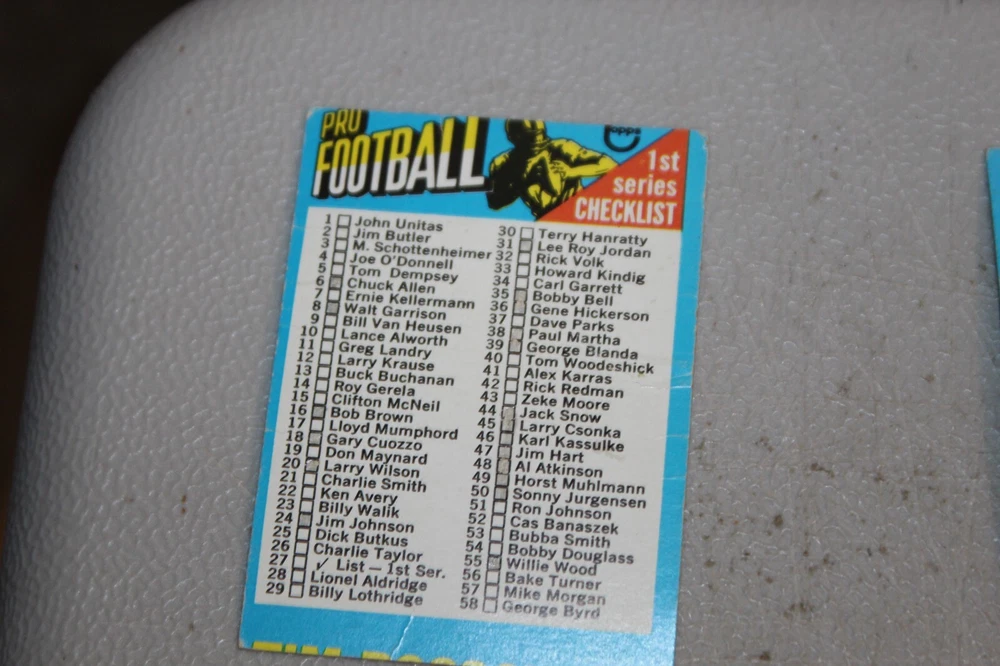 PRO
FOOTBALL
Topps
1st
series
CHECKLIST
1 John Unitas
2 Jim Butler
3 M. Schottenheimer
4 Joe O'Donnell
5 Tom Dempsey
6 Chuck Allen
7 Ernie Kellermann
8 Walt Garrison
9 Bill Van Heusen
10 Lance Alworth
11 Greg Landry
12 Larry Krause
13 Buck Buchanan
14 Roy Gerela
15 Clifton McNeil
16 Bob Brown
17 Lloyd Mumphord
18 Gary Cuozzo
19 Don Maynard
20 Larry Wilson
21 Charlie Smith
22 Ken Avery
23 Billy Walik
24 Jim Johnson
25 Dick Butkus
26 Charlie Taylor
27 ✓ List — 1st Ser.
28 Lionel Aldridge
29 Billy Lothridge
30 Terry Hanratty
31 Lee Roy Jordan
32 Rick Volk
33 Howard Kindig
34 Carl Garrett
35 Bobby Bell
36 Gene Hickerson
37 Dave Parks
38 Paul Martha
39 George Blanda
40 Tom Woodeshick
41 Alex Karras
42 Rick Redman
43 Zeke Moore
44 Jack Snow
45 Larry Csonka
46 Karl Kassulke
47 Jim Hart
48 Al Atkinson
49 Horst Muhlmann
50 Sonny Jurgensen
51 Ron Johnson
52 Cas Banaszek
53 Bubba Smith
54 Bobby Douglass
55 Willie Wood
56 Bake Turner
57 Mike Morgan
58 George Byrd